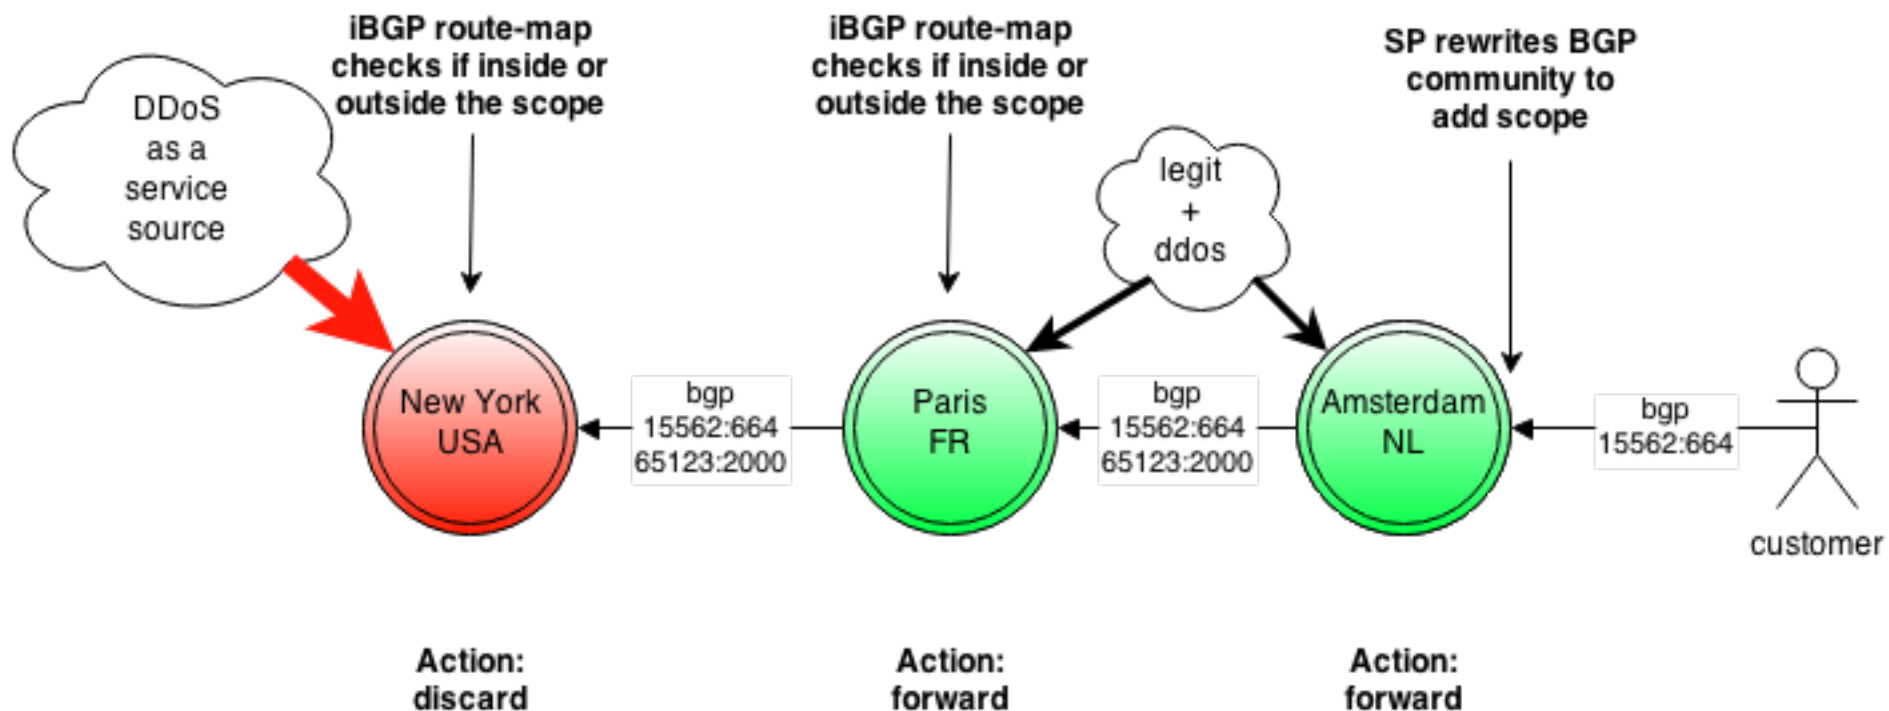 iBGP route-map
checks if inside or
outside the scope
iBGP route-map
checks if inside or
outside the scope
SP rewrites BGP
community to
add scope
DDoS
as a
service
source
legit
+
ddos
New York
USA
bgp
15562:664
65123:2000
Paris
FR
bgp
15562:664
65123:2000
Amsterdam
NL
bgp
15562:664
customer
Action:
discard
Action:
forward
Action:
forward